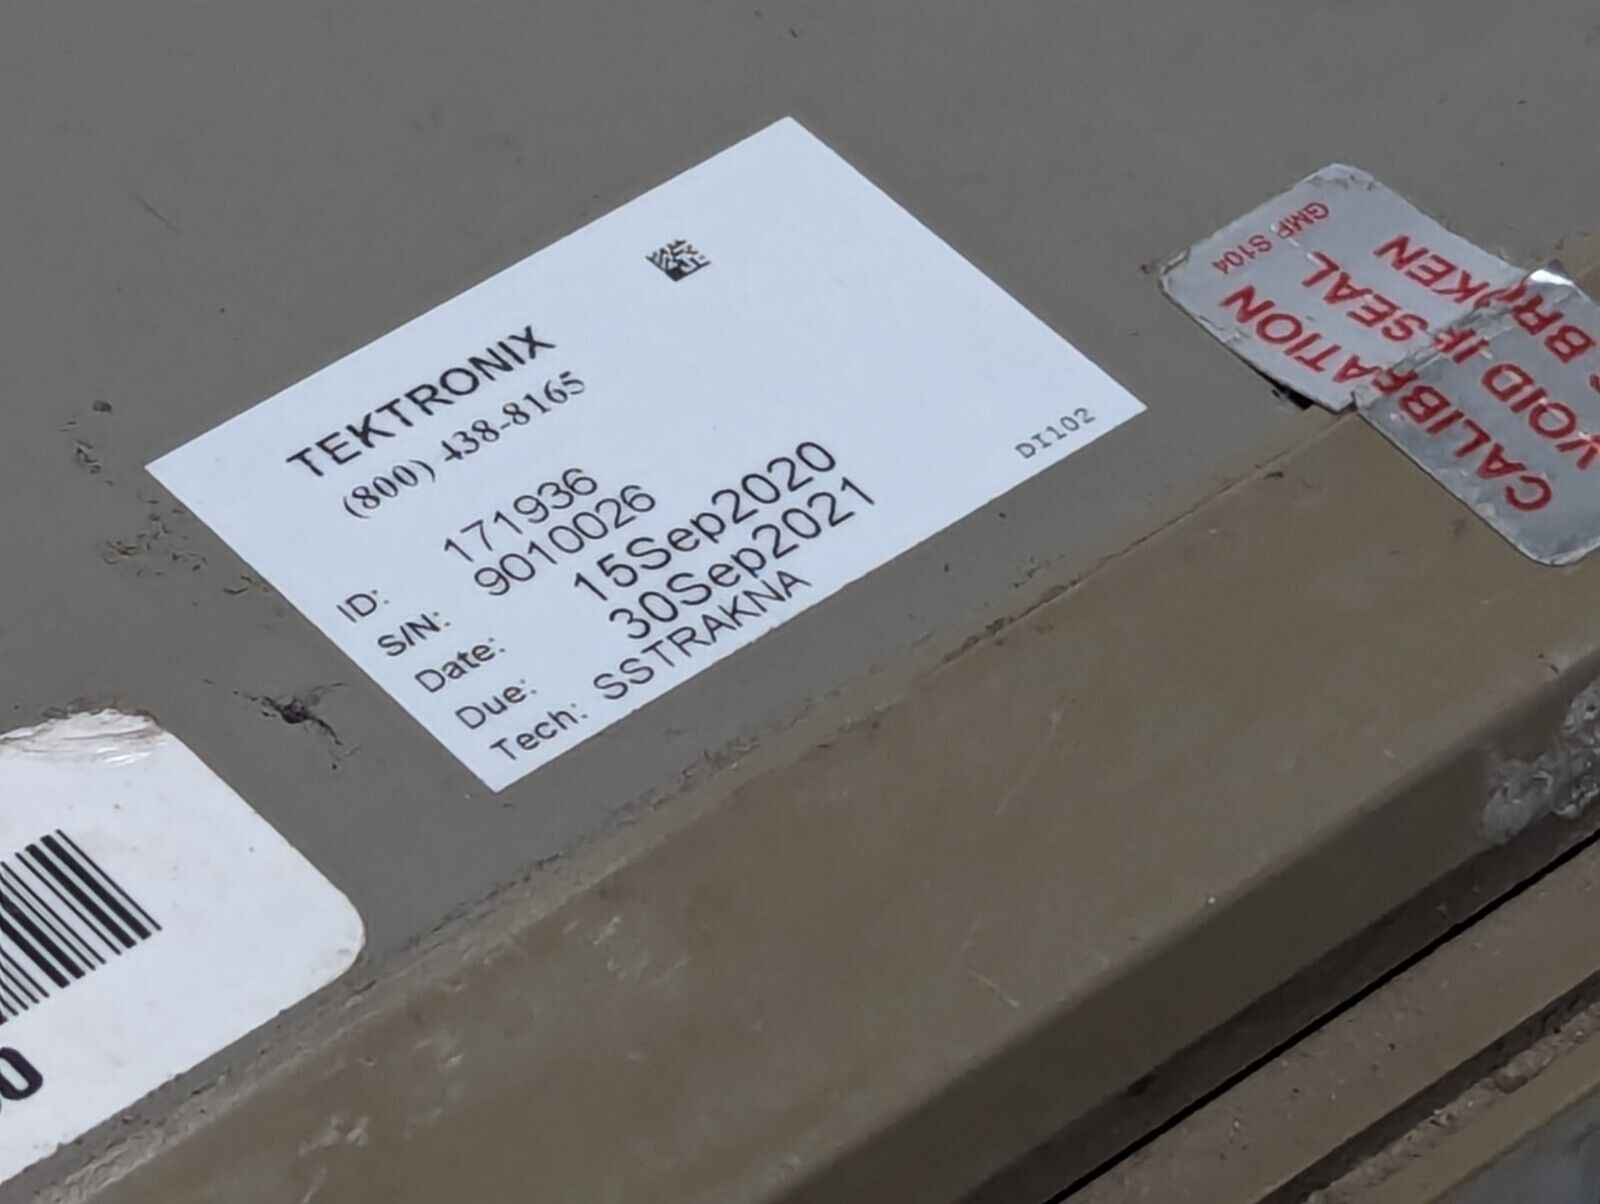 TEKTRONIX
(800) 438-8165
ID: 171936
S/N: 9010026
Date: 15Sep2020
Due: 30Sep2021
Tech: SSTRAKNA
DI102
GMP S104
CALIBRATION
VOID IF SEAL
BROKEN
0